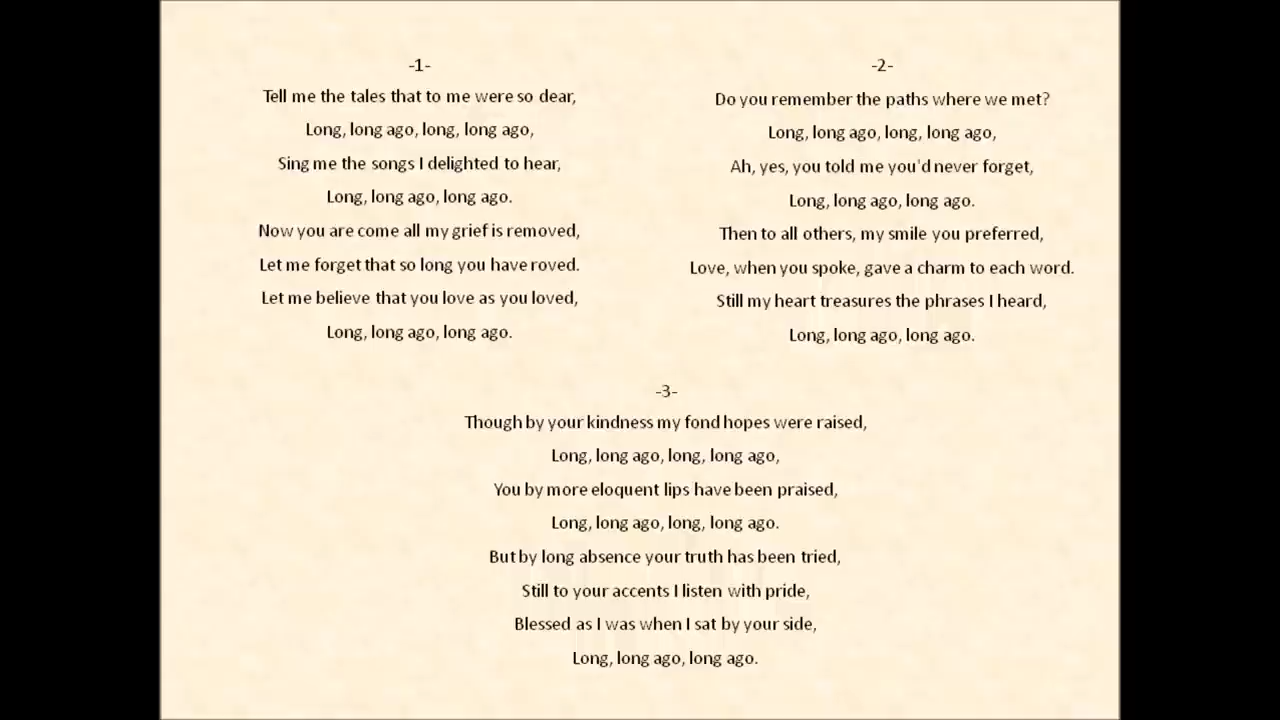 -1-
Tell me the tales that to me were so dear,
Long, long ago, long, long ago,
Sing me the songs I delighted to hear,
Long, long ago, long ago.
Now you are come all my grief is removed,
Let me forget that so long you have roved.
Let me believe that you love as you loved,
Long, long ago, long ago.
-2-
Do you remember the paths where we met?
Long, long ago, long, long ago,
Ah, yes, you told me you'd never forget,
Long, long ago, long ago.
Then to all others, my smile you preferred,
Love, when you spoke, gave a charm to each word.
Still my heart treasures the phrases I heard,
Long, long ago, long ago.
-3-
Though by your kindness my fond hopes were raised,
Long, long ago, long, long ago,
You by more eloquent lips have been praised,
Long, long ago, long, long ago.
But by long absence your truth has been tried,
Still to your accents I listen with pride,
Blessed as I was when I sat by your side,
Long, long ago, long ago.